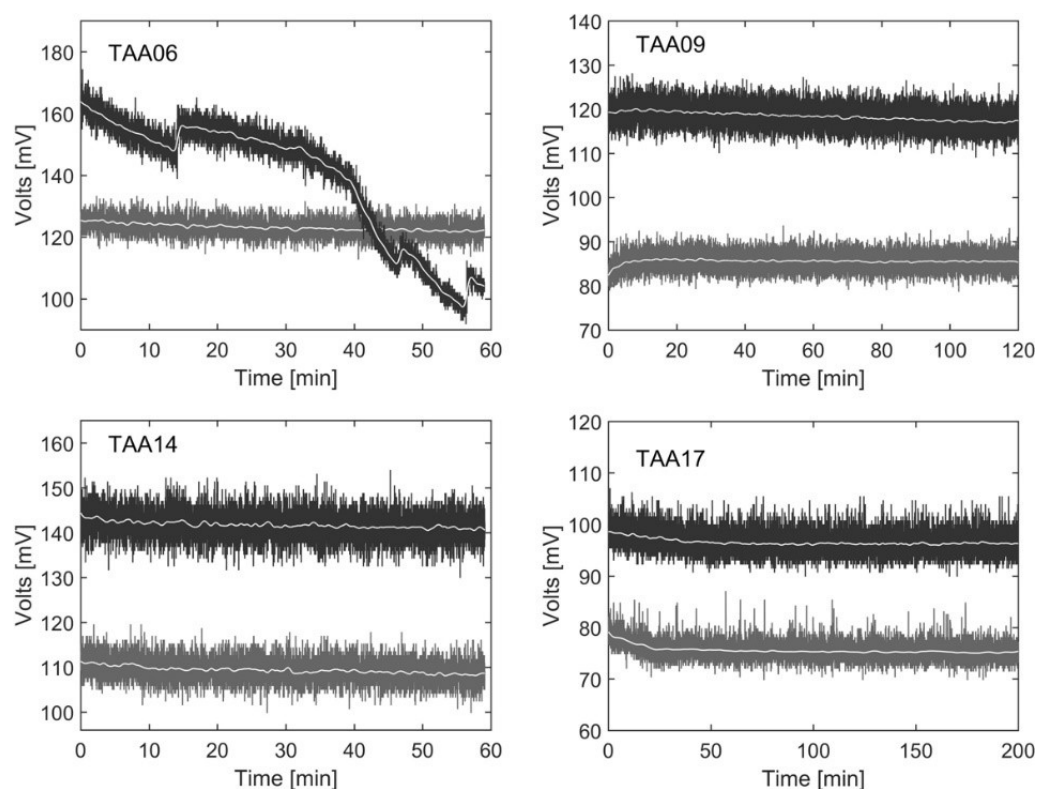 TAA06
Volts [mV]
180
160
140
120
100
0 10 20 30 40 50 60
Time [min]
TAA09
Volts [mV]
140
130
120
110
100
90
80
70
0 20 40 60 80 100 120
Time [min]
TAA14
Volts [mV]
160
150
140
130
120
110
100
0 10 20 30 40 50 60
Time [min]
TAA17
Volts [mV]
120
110
100
90
80
70
60
0 50 100 150 200
Time [min]